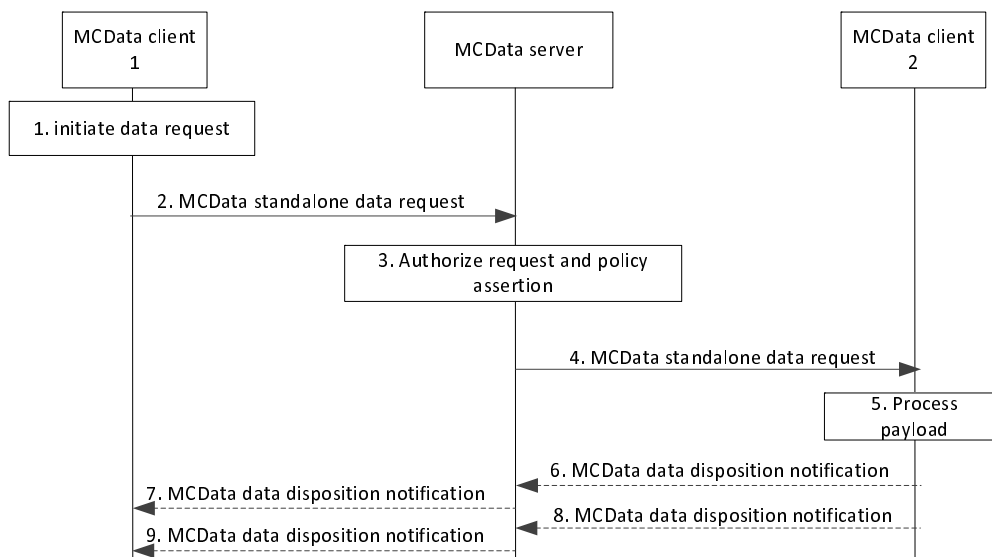 MCData client
1
MCData server
MCData client
2
1. initiate data request
2. MCData standalone data request
3. Authorize request and policy
assertion
4. MCData standalone data request
5. Process
payload
6. MCData data disposition notification
7. MCData data disposition notification
8. MCData data disposition notification
9. MCData data disposition notification